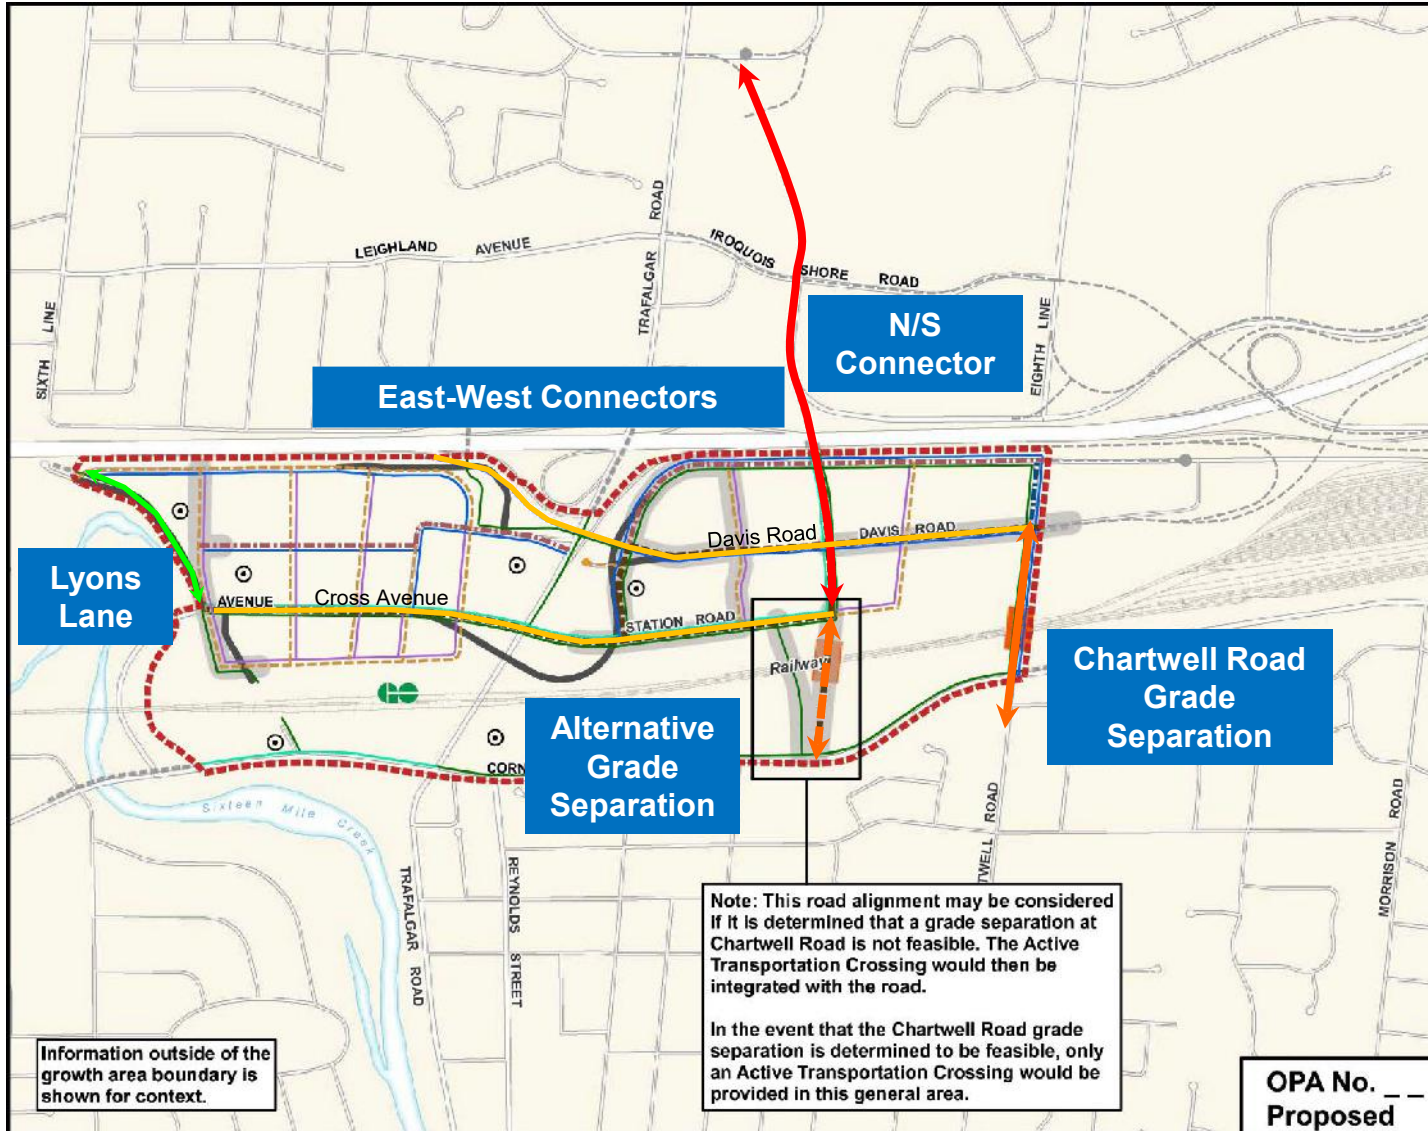 ROAD
TRAFALGAR
LEIGHLAND AVENUE
IROQUOIS SHORE ROAD
SIXTH LINE
EIGHTH LINE
N/S
Connector
East-West Connectors
Davis Road
DAVIS ROAD
Lyons
Lane
AVENUE
Cross Avenue
STATION ROAD
Railway
GO
Chartwell Road
Grade
Separation
Alternative
Grade
Separation
CORN
Sixteen Mile Creek
TRAFALGAR ROAD
REYNOLDS STREET
TWELL ROAD
MORRISON ROAD
Note: This road alignment may be considered
if it is determined that a grade separation at
Chartwell Road is not feasible. The Active
Transportation Crossing would then be
integrated with the road.
In the event that the Chartwell Road grade
separation is determined to be feasible, only
an Active Transportation Crossing would be
provided in this general area.
Information outside of the
growth area boundary is
shown for context.
OPA No. _ _
Proposed